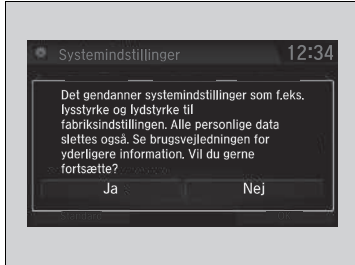 Systemindstillinger
12:34
Det gendanner systemindstillinger som f.eks.
lysstyrke og lydstyrke til
fabriksindstillingen. Alle personlige data
slettes også. Se brugsvejledningen for
yderligere information. Vil du gerne
fortsætte?
Ja
Nej